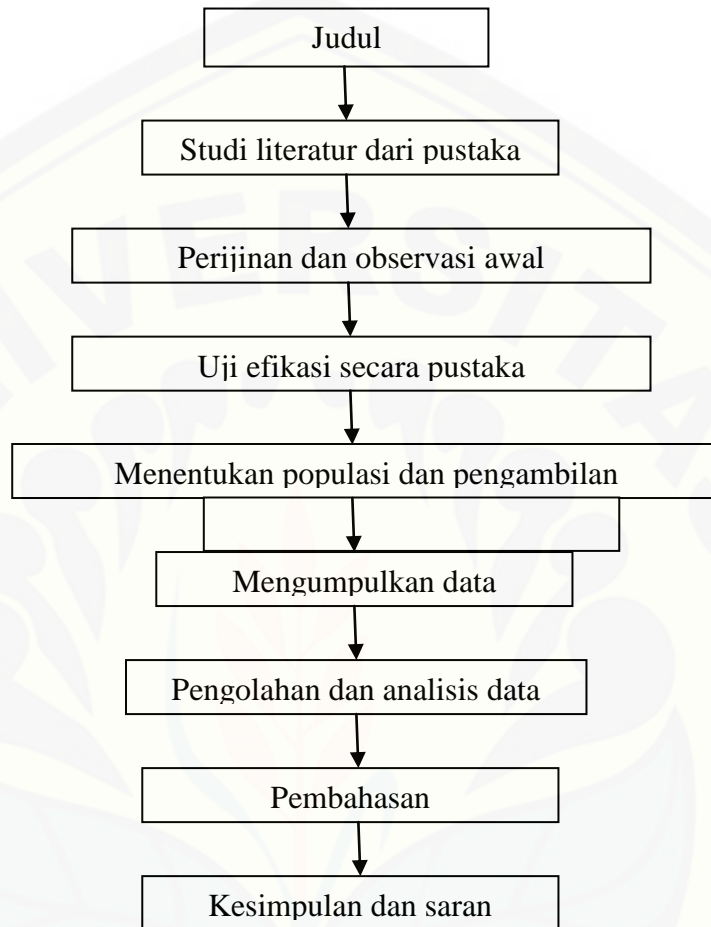 Judul
Studi literatur dari pustaka
Perijinan dan observasi awal
Uji efikasi secara pustaka
Menentukan populasi dan pengambilan
Mengumpulkan data
Pengolahan dan analisis data
Pembahasan
Kesimpulan dan saran